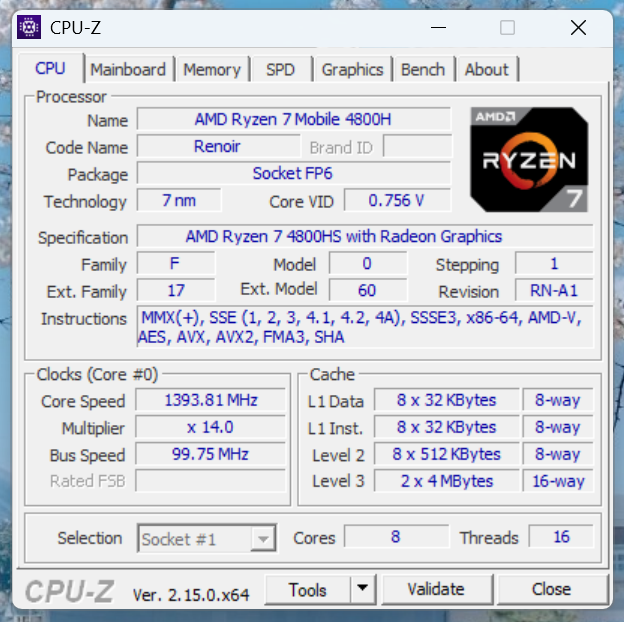 CPU-Z
CPU Mainboard Memory SPD Graphics Bench About
Processor
Name AMD Ryzen 7 Mobile 4800H
Code Name Renoir Brand ID
Package Socket FP6
Technology 7 nm Core VID 0.756 V
AMD RYZEN 7
Specification AMD Ryzen 7 4800HS with Radeon Graphics
Family F Model 0 Stepping 1
Ext. Family 17 Ext. Model 60 Revision RN-A1
Instructions MMX(+), SSE (1, 2, 3, 4.1, 4.2, 4A), SSSE3, x86-64, AMD-V,
AES, AVX, AVX2, FMA3, SHA
Clocks (Core #0)
Core Speed 1393.81 MHz
Multiplier x 14.0
Bus Speed 99.75 MHz
Rated FSB
Cache
L1 Data 8 x 32 KBytes 8-way
L1 Inst. 8 x 32 KBytes 8-way
Level 2 8 x 512 KBytes 8-way
Level 3 2 x 4 MBytes 16-way
Selection Socket #1 Cores 8 Threads 16
CPU-Z Ver. 2.15.0.x64 Tools Validate Close